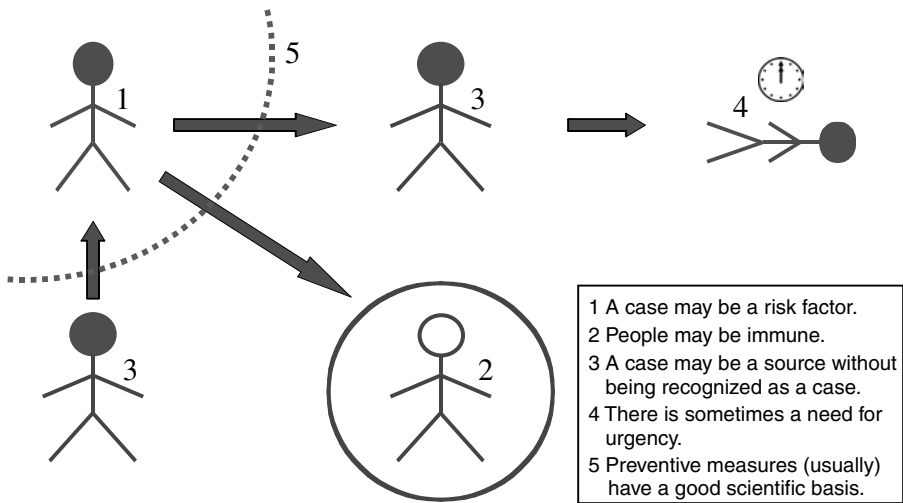 5
1
3
4
3
2
1 A case may be a risk factor.
2 People may be immune.
3 A case may be a source without
being recognized as a case.
4 There is sometimes a need for
urgency.
5 Preventive measures (usually)
have a good scientific basis.